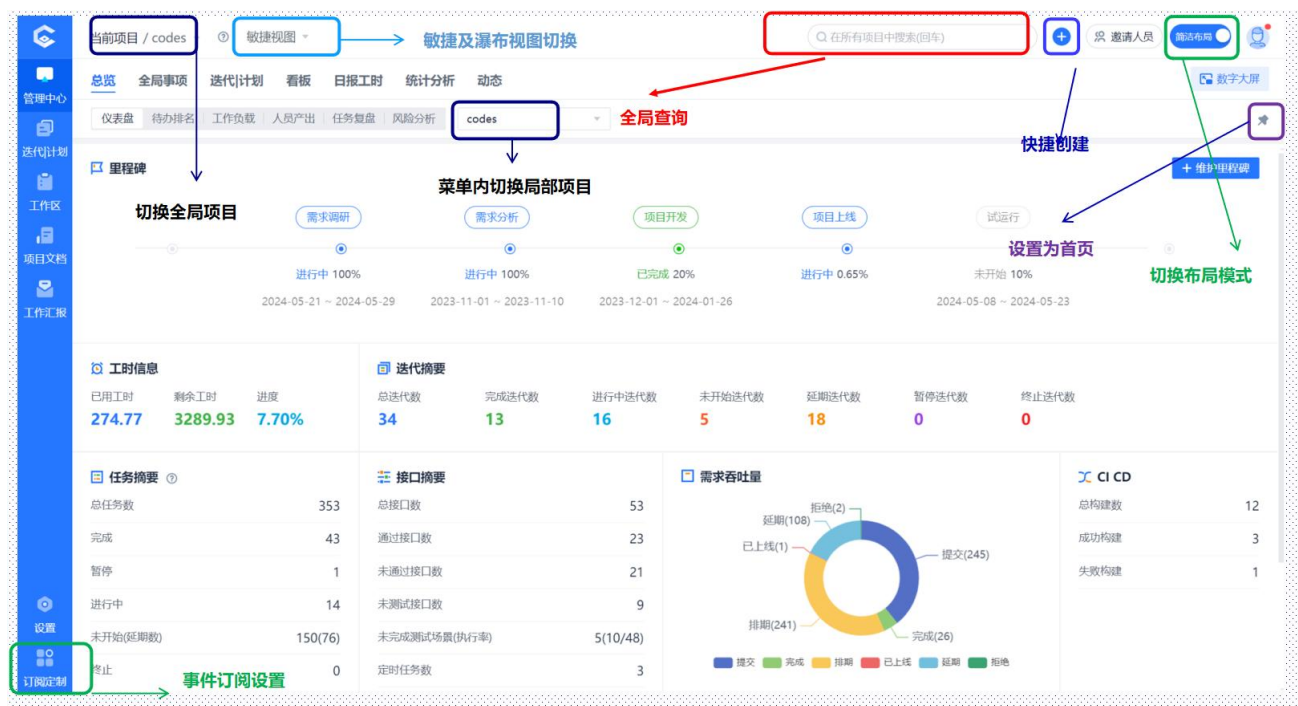 当前项目 / codes
敏捷视图
敏捷及瀑布视图切换
在所有项目中搜索(回车)
邀请人员
简洁布局
总览 全局事项 迭代|计划 看板 日报工时 统计分析 动态
数字大屏
仪表盘 待办排名 工作负载 人员产出 任务复盘 风险分析
codes
全局查询
快捷创建
管理中心
迭代|计划
工作区
项目文档
工作汇报
设置
订阅定制
里程碑
维护里程碑
切换全局项目
菜单内切换局部项目
设置为首页
切换布局模式
需求调研 需求分析 项目开发 项目上线 试运行
进行中 100% 进行中 100% 已完成 20% 进行中 0.65% 未开始 10%
2024-05-21 ~ 2024-05-29 2023-11-01 ~ 2023-11-10 2023-12-01 ~ 2024-01-26 2024-05-08 ~ 2024-05-23
工时信息
已用工时 剩余工时 进度
274.77 3289.93 7.70%
迭代摘要
总迭代数 完成迭代数 进行中迭代数 未开始迭代数 延期迭代数 暂停迭代数 终止迭代数
34 13 16 5 18 0 0
任务摘要
总任务数 353
完成 43
暂停 1
进行中 14
未开始(延期数) 150(76)
终止 0
事件订阅设置
接口摘要
总接口数 53
通过接口数 23
未通过接口数 21
未测试接口数 9
未完成测试场景(执行率) 5(10/48)
定时任务数 3
需求吞吐量
拒绝(2)
延期(108)
已上线(1)
提交(245)
排期(241)
完成(26)
提交 完成 排期 已上线 延期 拒绝
CI CD
总构建数 12
成功构建 3
失败构建 1